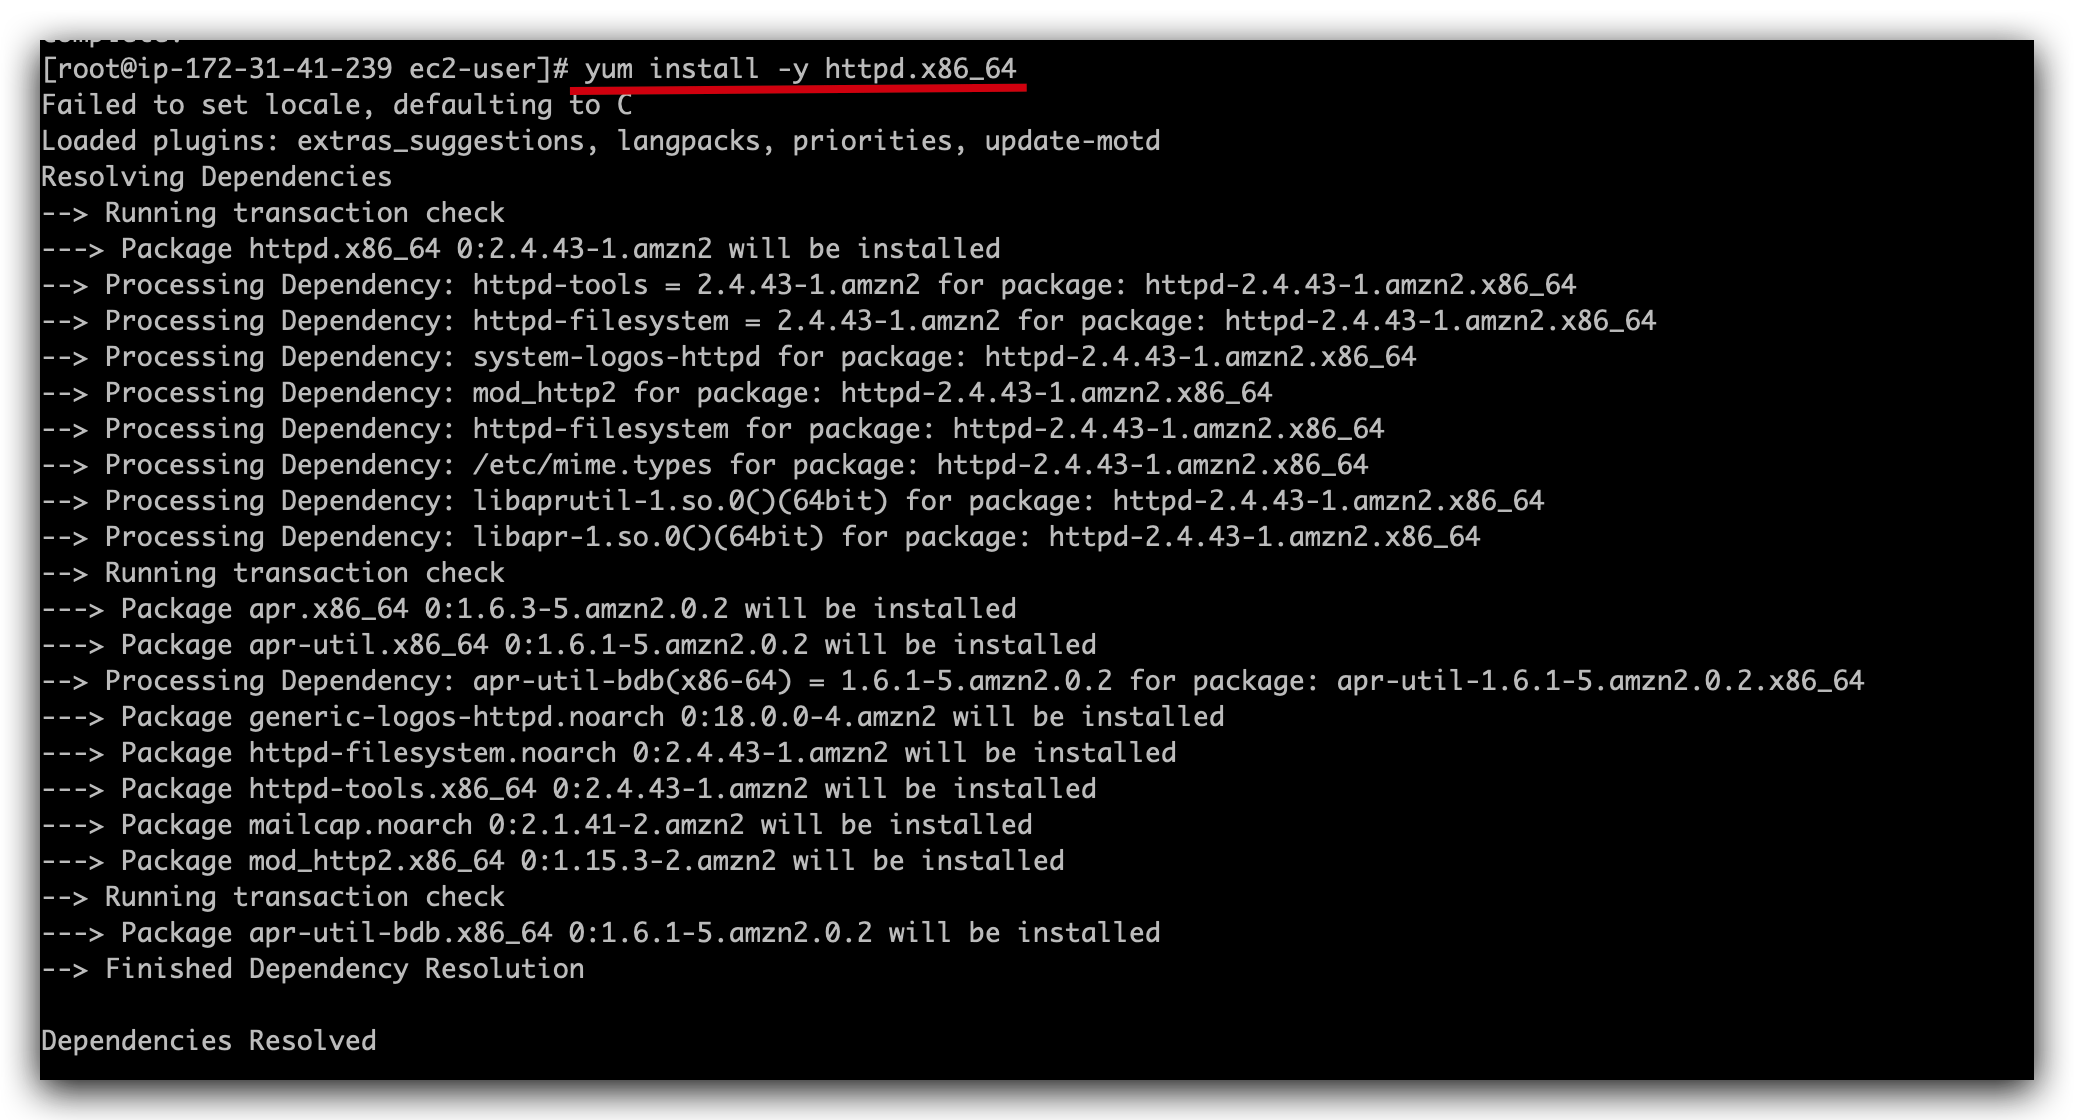 Complete!
[root@ip-172-31-41-239 ec2-user]# yum install -y httpd.x86_64
Failed to set locale, defaulting to C
Loaded plugins: extras_suggestions, langpacks, priorities, update-motd
Resolving Dependencies
--> Running transaction check
---> Package httpd.x86_64 0:2.4.43-1.amzn2 will be installed
--> Processing Dependency: httpd-tools = 2.4.43-1.amzn2 for package: httpd-2.4.43-1.amzn2.x86_64
--> Processing Dependency: httpd-filesystem = 2.4.43-1.amzn2 for package: httpd-2.4.43-1.amzn2.x86_64
--> Processing Dependency: system-logos-httpd for package: httpd-2.4.43-1.amzn2.x86_64
--> Processing Dependency: mod_http2 for package: httpd-2.4.43-1.amzn2.x86_64
--> Processing Dependency: httpd-filesystem for package: httpd-2.4.43-1.amzn2.x86_64
--> Processing Dependency: /etc/mime.types for package: httpd-2.4.43-1.amzn2.x86_64
--> Processing Dependency: libaprutil-1.so.0()(64bit) for package: httpd-2.4.43-1.amzn2.x86_64
--> Processing Dependency: libapr-1.so.0()(64bit) for package: httpd-2.4.43-1.amzn2.x86_64
--> Running transaction check
---> Package apr.x86_64 0:1.6.3-5.amzn2.0.2 will be installed
---> Package apr-util.x86_64 0:1.6.1-5.amzn2.0.2 will be installed
--> Processing Dependency: apr-util-bdb(x86-64) = 1.6.1-5.amzn2.0.2 for package: apr-util-1.6.1-5.amzn2.0.2.x86_64
---> Package generic-logos-httpd.noarch 0:18.0.0-4.amzn2 will be installed
---> Package httpd-filesystem.noarch 0:2.4.43-1.amzn2 will be installed
---> Package httpd-tools.x86_64 0:2.4.43-1.amzn2 will be installed
---> Package mailcap.noarch 0:2.1.41-2.amzn2 will be installed
---> Package mod_http2.x86_64 0:1.15.3-2.amzn2 will be installed
--> Running transaction check
---> Package apr-util-bdb.x86_64 0:1.6.1-5.amzn2.0.2 will be installed
--> Finished Dependency Resolution
Dependencies Resolved